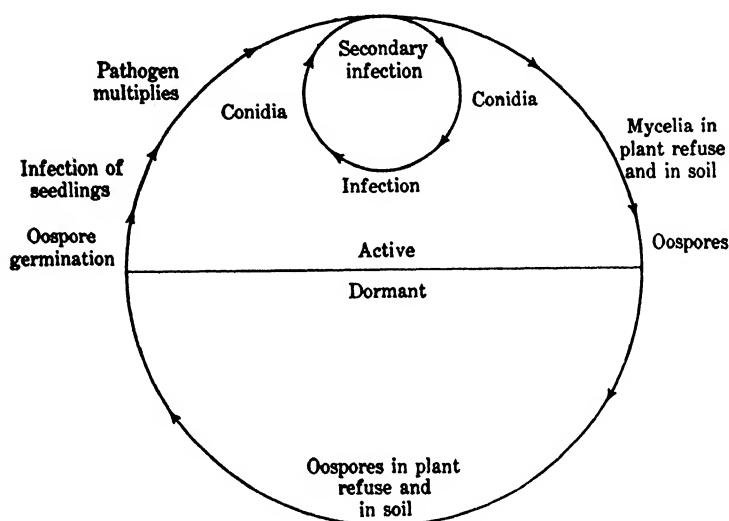 Secondary
infection
Pathogen
multiplies
Conidia
Conidia
Mycelia in
plant refuse
and in soil
Infection of
seedlings
Infection
Oospore
germination
Active
Oospores
Dormant
Oospores in plant
refuse and
in soil